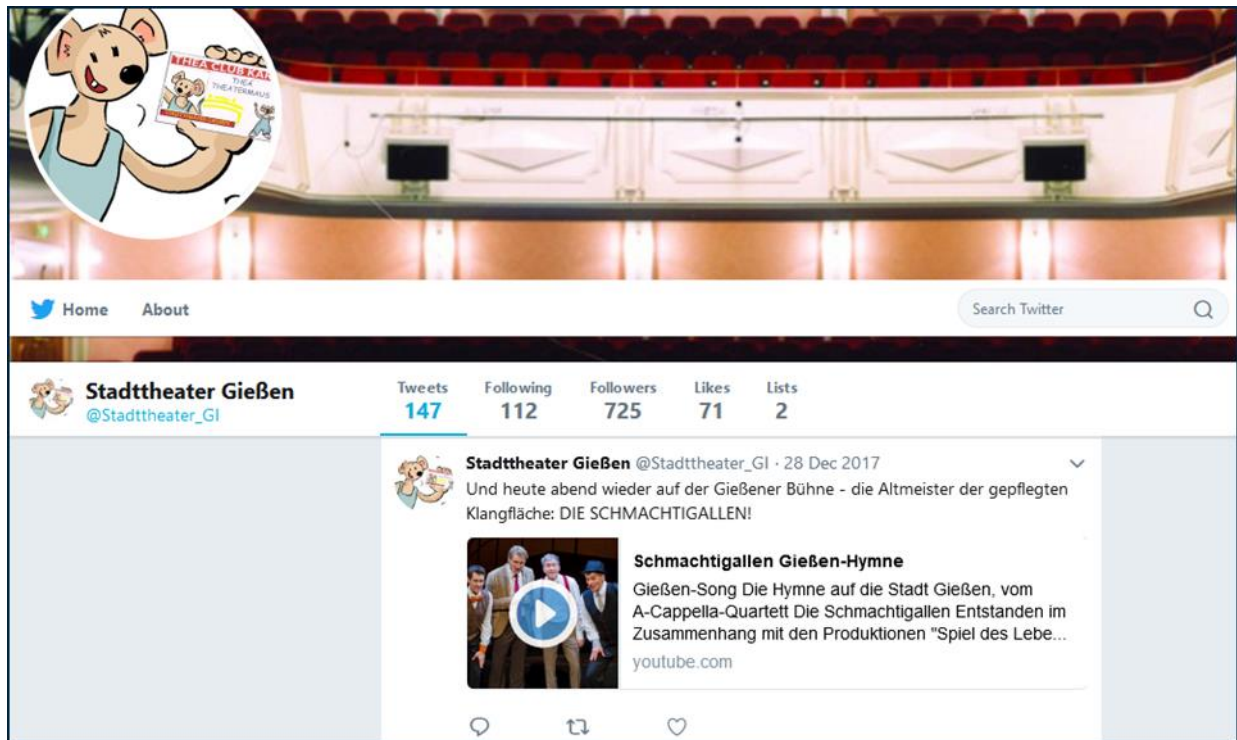 THEA CLUB KAR
THEA
THEATERMAUS
Home About
Search Twitter
Stadttheater Gießen
@Stadttheater_GI
Tweets Following Followers Likes Lists
147 112 725 71 2
Stadttheater Gießen @Stadttheater_GI · 28 Dec 2017
Und heute abend wieder auf der Gießener Bühne - die Altmeister der gepflegten
Klangfläche: DIE SCHMACHTIGALLEN!
Schmachtigallen Gießen-Hymne
Gießen-Song Die Hymne auf die Stadt Gießen, vom
A-Cappella-Quartett Die Schmachtigallen Entstanden im
Zusammenhang mit den Produktionen "Spiel des Lebe...
youtube.com